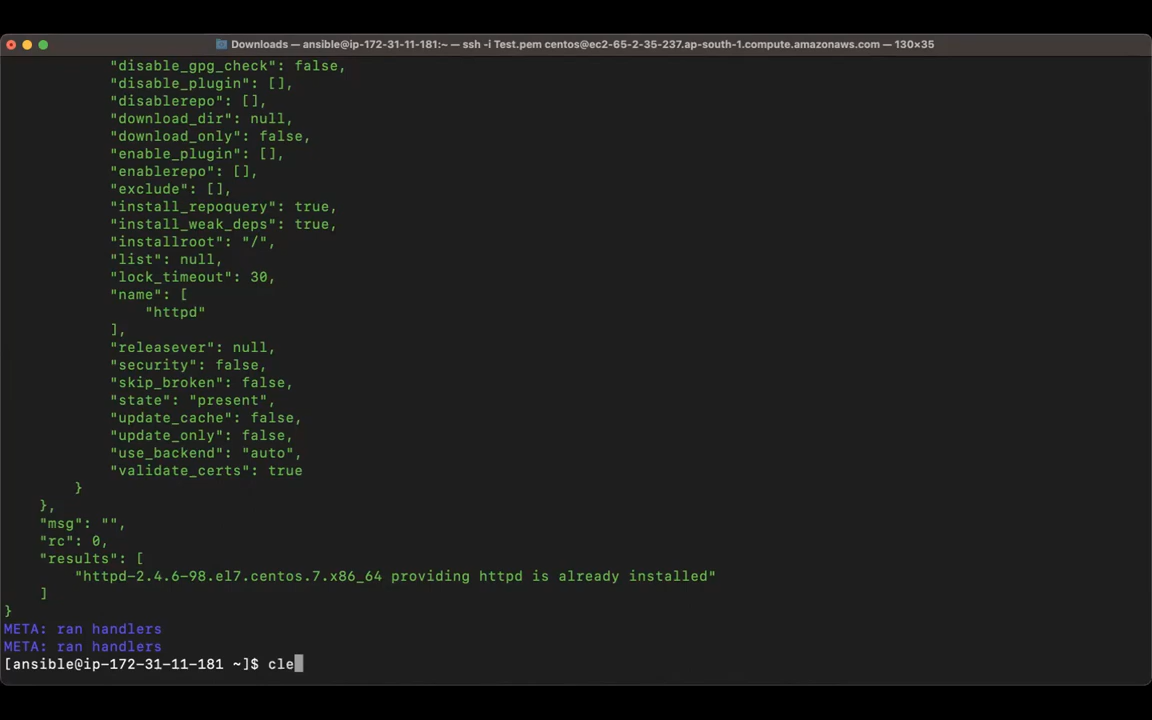 Downloads — ansible@ip-172-31-11-181:~ — ssh -i Test.pem centos@ec2-65-2-35-237.ap-south-1.compute.amazonaws.com — 130×35
"disable_gpg_check": false,
"disable_plugin": [],
"disablerepo": [],
"download_dir": null,
"download_only": false,
"enable_plugin": [],
"enablerepo": [],
"exclude": [],
"install_repoquery": true,
"install_weak_deps": true,
"installroot": "/",
"list": null,
"lock_timeout": 30,
"name": [
"httpd"
],
"releasever": null,
"security": false,
"skip_broken": false,
"state": "present",
"update_cache": false,
"update_only": false,
"use_backend": "auto",
"validate_certs": true
}
},
"msg": "",
"rc": 0,
"results": [
"httpd-2.4.6-98.el7.centos.7.x86_64 providing httpd is already installed"
]
}
META: ran handlers
META: ran handlers
[ansible@ip-172-31-11-181 ~]$ cle